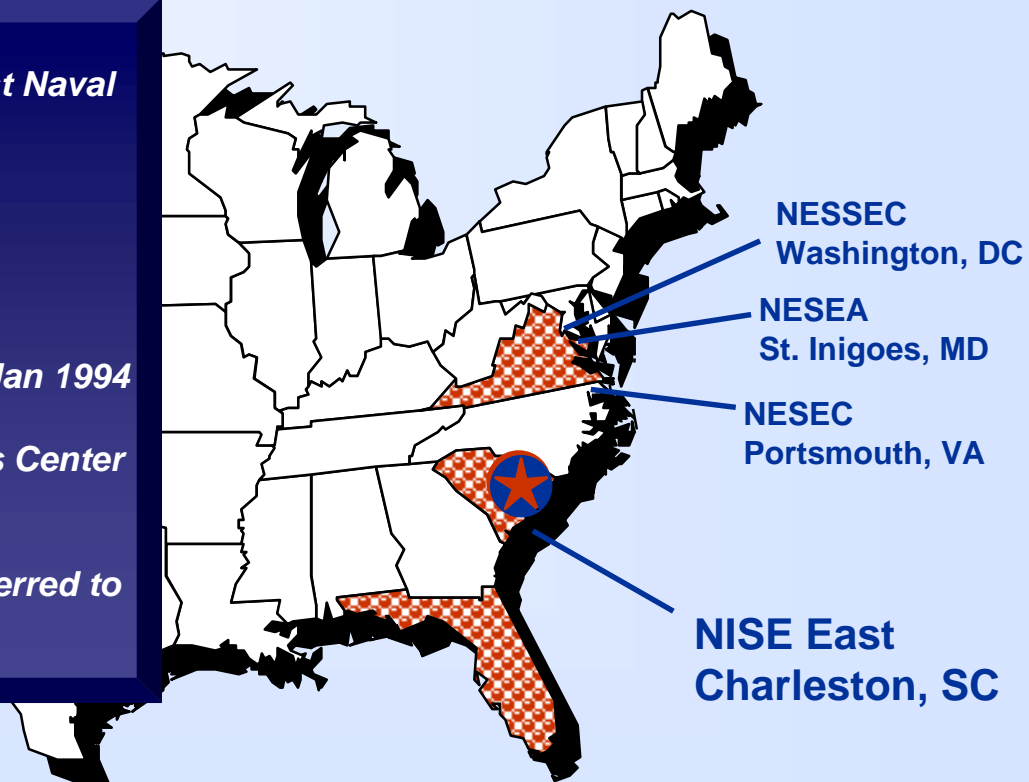 st Naval
Jan 1994
s Center
erred to
NESSEC
Washington, DC
NESEA
St. Inigoes, MD
NESEC
Portsmouth, VA
NISE East
Charleston, SC